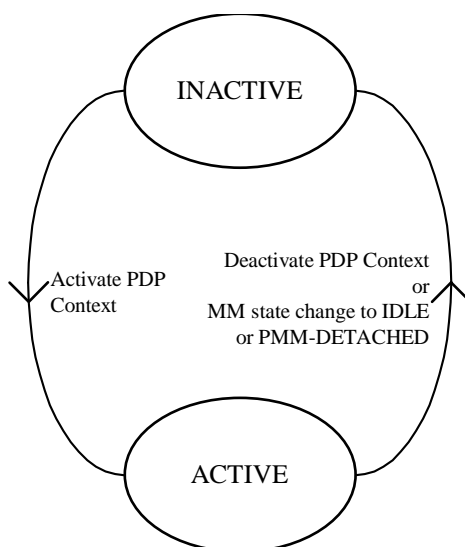 INACTIVE
Activate PDP
Context
Deactivate PDP Context
or
MM state change to IDLE
or PMM-DETACHED
ACTIVE